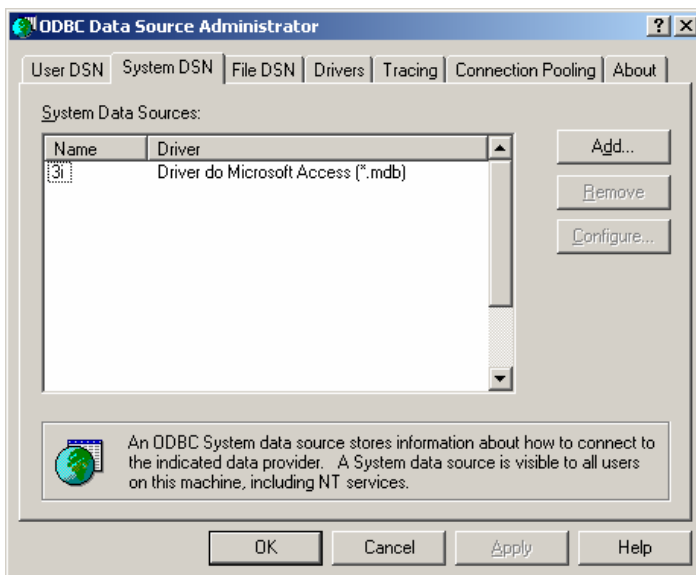 ODBC Data Source Administrator
User DSN System DSN File DSN Drivers Tracing Connection Pooling About
System Data Sources:
Name Driver
3i Driver do Microsoft Access (*.mdb)
Add...
Remove
Configure...
An ODBC System data source stores information about how to connect to
the indicated data provider. A System data source is visible to all users
on this machine, including NT services.
OK Cancel Apply Help